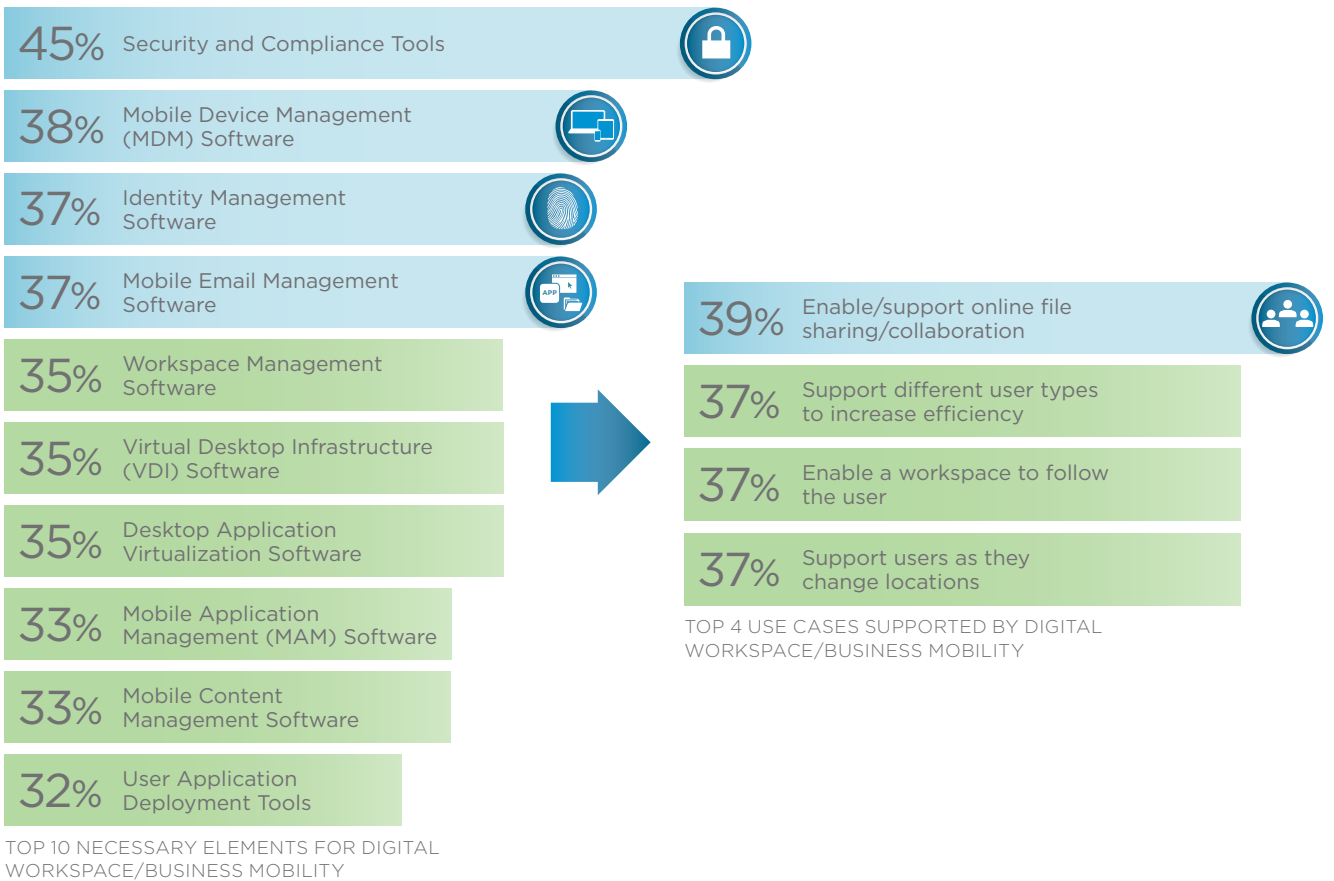 45% Security and Compliance Tools
38% Mobile Device Management
(MDM) Software
37% Identity Management
Software
37% Mobile Email Management
Software
APP
35% Workspace Management
Software
35% Virtual Desktop Infrastructure
(VDI) Software
35% Desktop Application
Virtualization Software
33% Mobile Application
Management (MAM) Software
33% Mobile Content
Management Software
32% User Application
Deployment Tools
TOP 10 NECESSARY ELEMENTS FOR DIGITAL
WORKSPACE/BUSINESS MOBILITY
39% Enable/support online file
sharing/collaboration
37% Support different user types
to increase efficiency
37% Enable a workspace to follow
the user
37% Support users as they
change locations
TOP 4 USE CASES SUPPORTED BY DIGITAL
WORKSPACE/BUSINESS MOBILITY